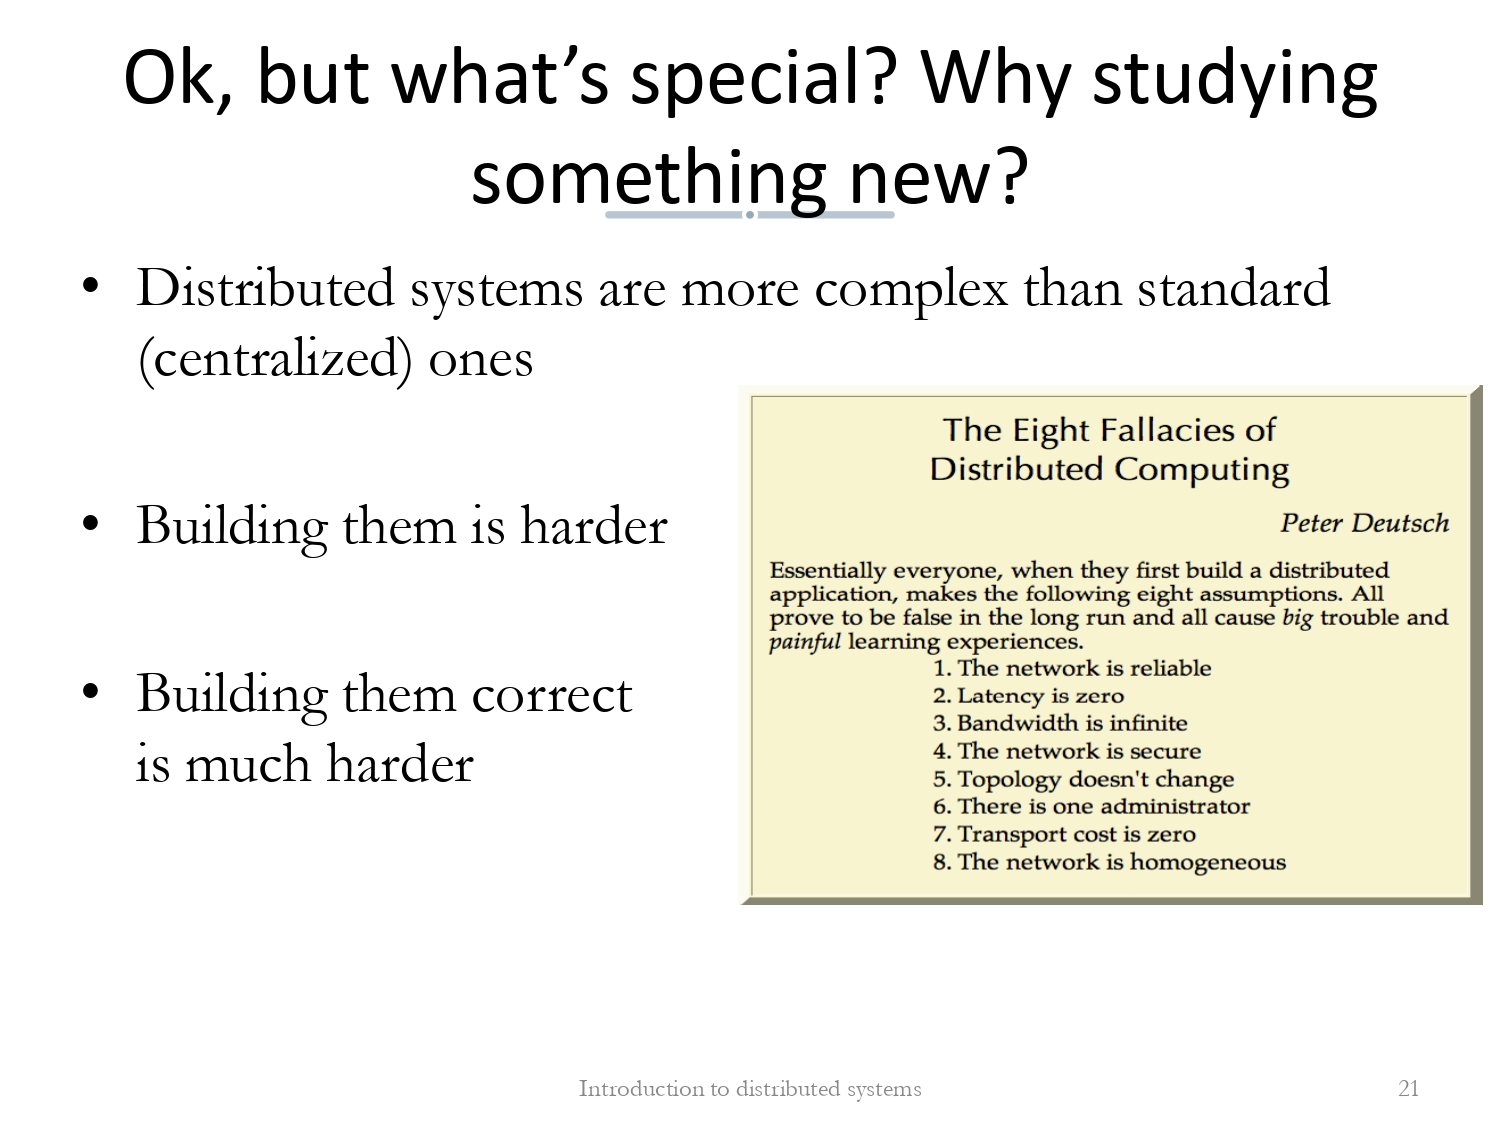 Ok, but what’s special? Why studying
something new?
• Distributed systems are more complex than standard
(centralized) ones
• Building them is harder
• Building them correct
is much harder
The Eight Fallacies of
Distributed Computing
Peter Deutsch
Essentially everyone, when they first build a distributed
application, makes the following eight assumptions. All
prove to be false in the long run and all cause big trouble and
painful learning experiences.
1. The network is reliable
2. Latency is zero
3. Bandwidth is infinite
4. The network is secure
5. Topology doesn't change
6. There is one administrator
7. Transport cost is zero
8. The network is homogeneous
Introduction to distributed systems
21